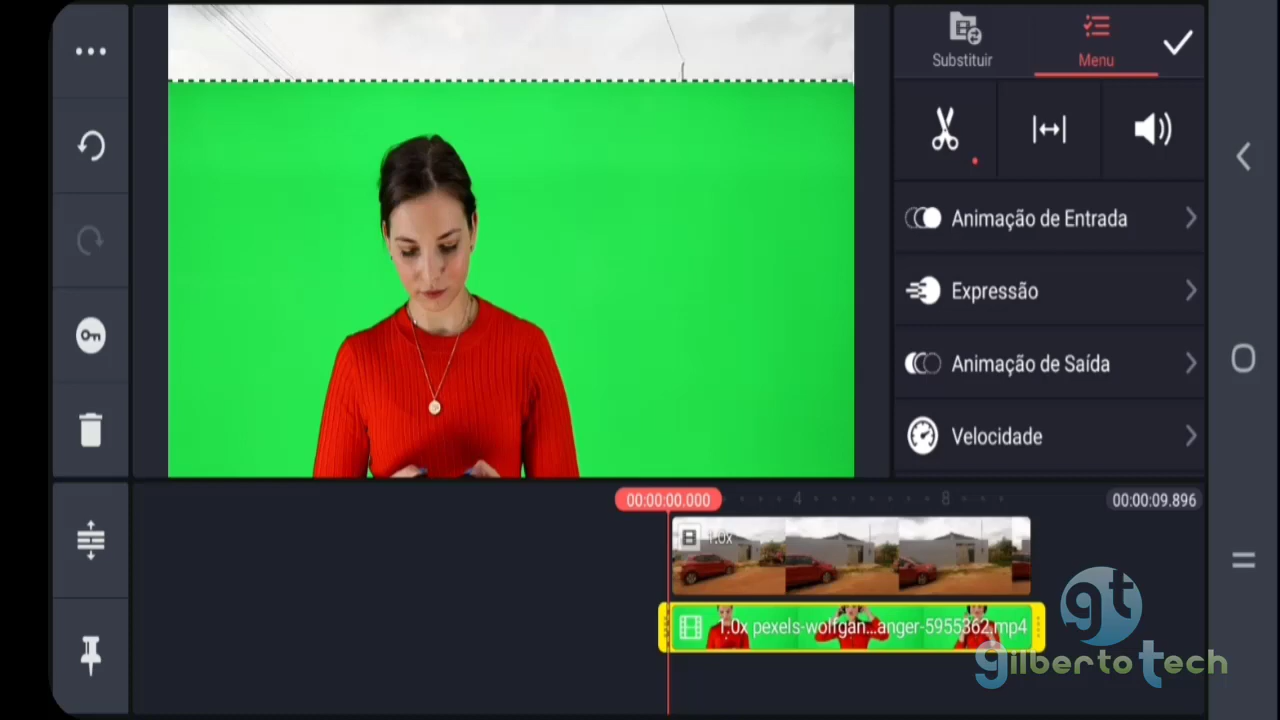 Substituir
Menu
Animação de Entrada
Expressão
Animação de Saída
Velocidade
00:00:00.000
4
8
00:00:09.896
1.0x
1.0x pexels-wolfgan...anger-5955362.mp4
gt
gilberto tech